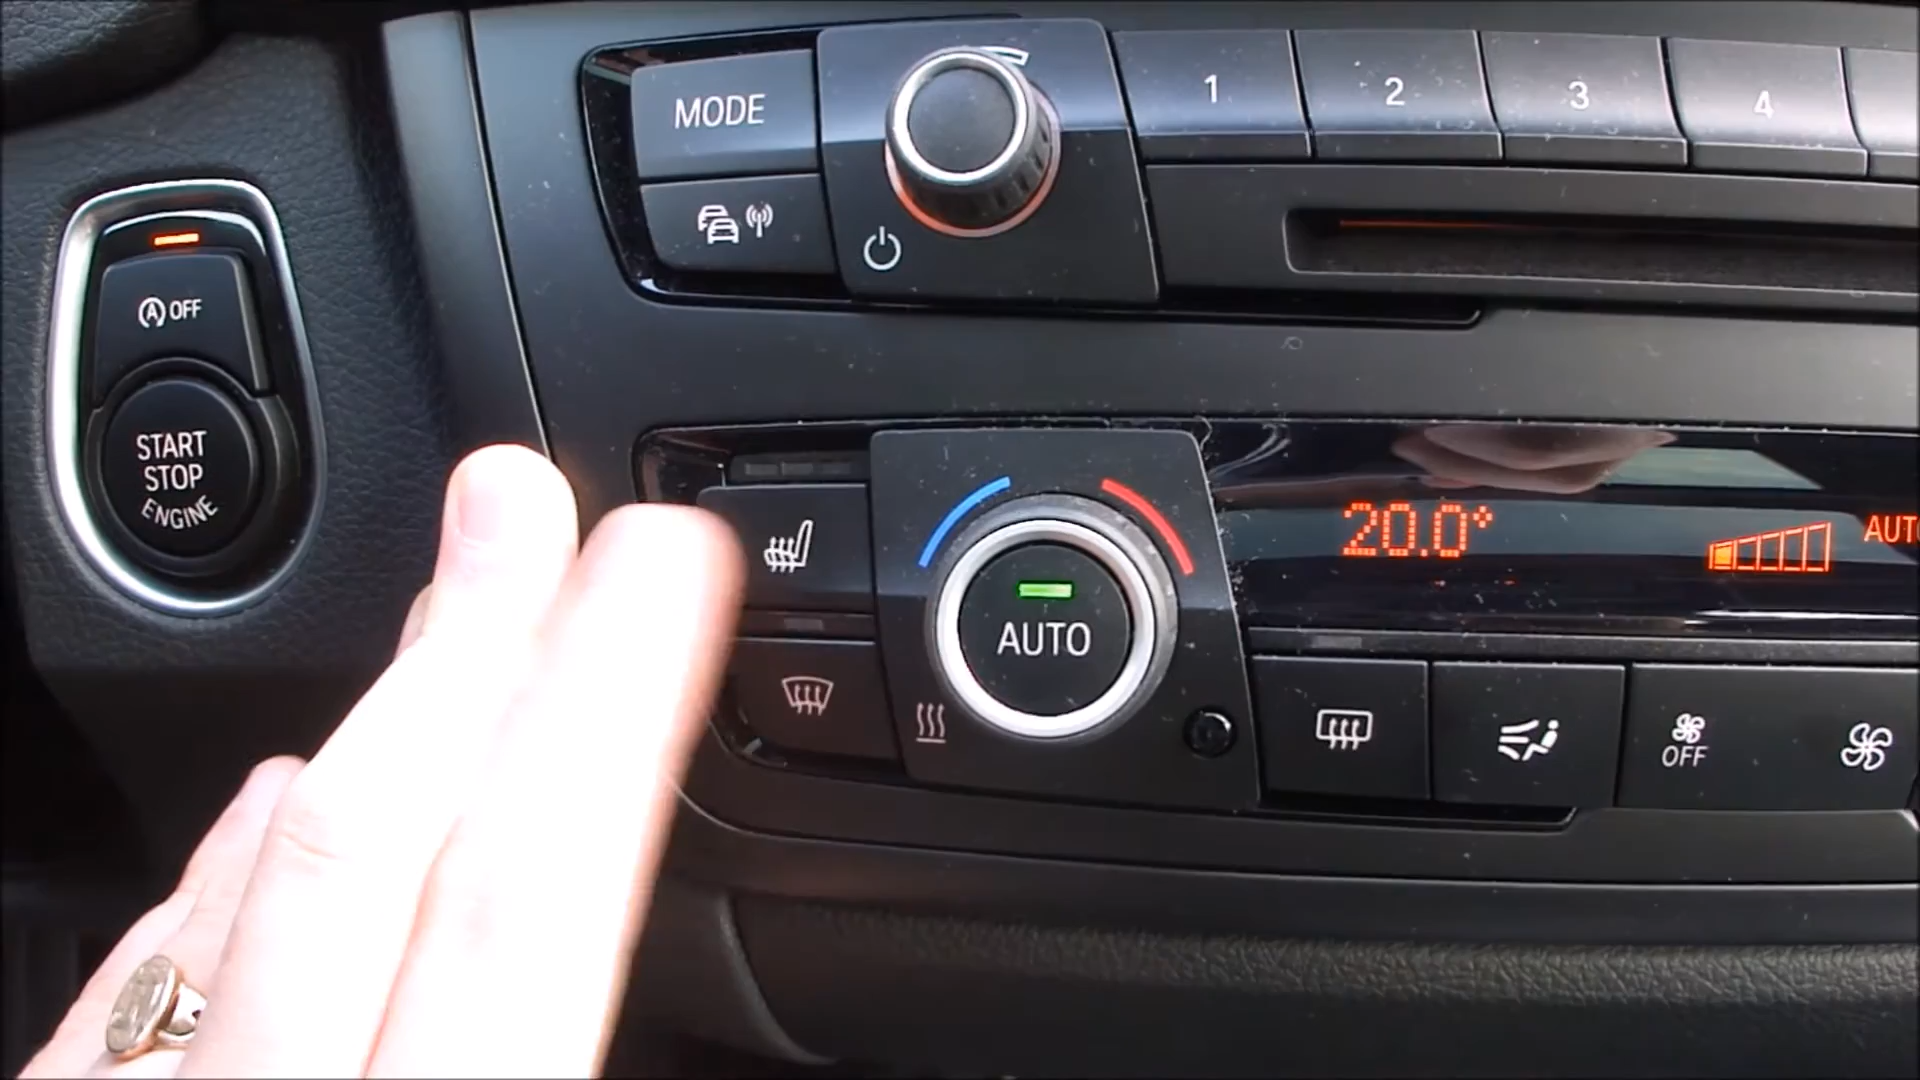 MODE
1
2
3
4
A OFF
START
STOP
ENGINE
20.0°
AUTO
AUTO
OFF